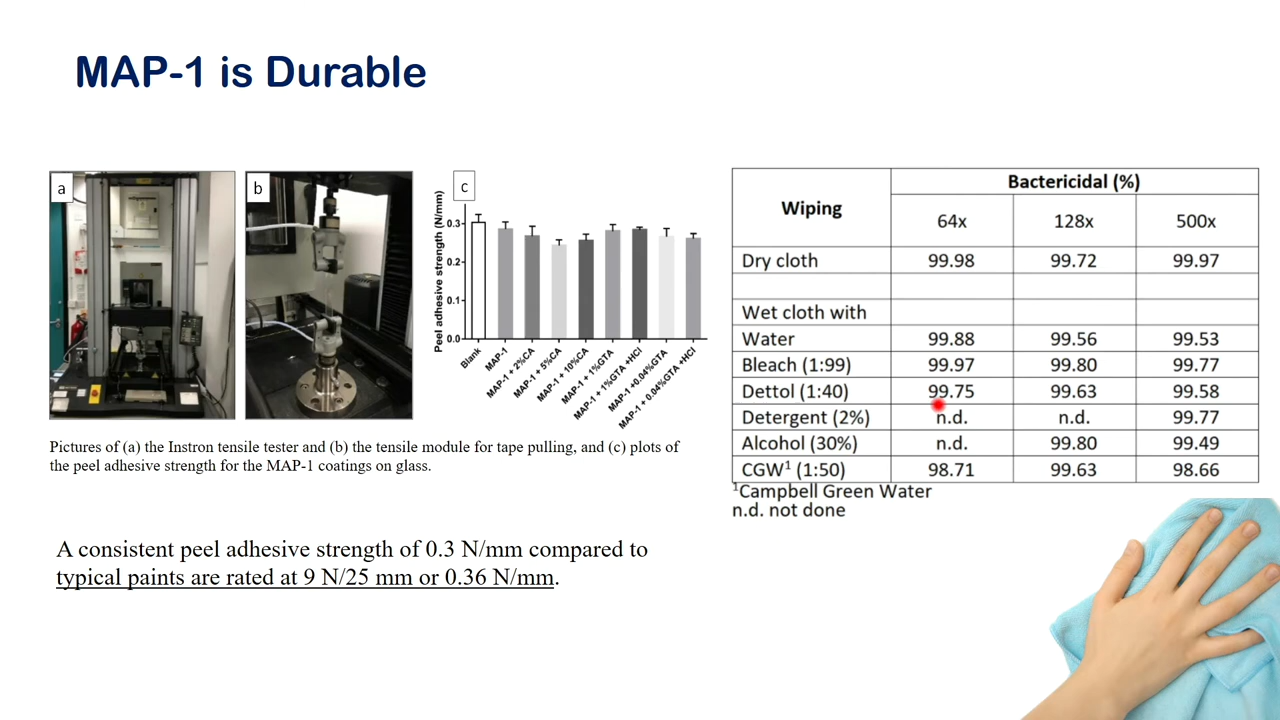 MAP-1 is Durable
a
b
c
Peel adhesive strength (N/mm)
0.3
0.2
0.1
0.0
Blank
MAP-1
MAP-1 + 2%CA
MAP-1 + 5%CA
MAP-1 + 10%CA
MAP-1 + 1%GTA
MAP-1 + 1%GTA +HCl
MAP-1 +0.04%GTA
MAP-1 + 0.04%GTA +HCl
Pictures of (a) the Instron tensile tester and (b) the tensile module for tape pulling, and (c) plots of
the peel adhesive strength for the MAP-1 coatings on glass.
A consistent peel adhesive strength of 0.3 N/mm compared to
typical paints are rated at 9 N/25 mm or 0.36 N/mm.
Wiping Bactericidal (%)
64x 128x 500x
Dry cloth 99.98 99.72 99.97
Wet cloth with
Water 99.88 99.56 99.53
Bleach (1:99) 99.97 99.80 99.77
Dettol (1:40) 99.75 99.63 99.58
Detergent (2%) n.d. n.d. 99.77
Alcohol (30%) n.d. 99.80 99.49
CGW¹ (1:50) 98.71 99.63 98.66
¹Campbell Green Water
n.d. not done